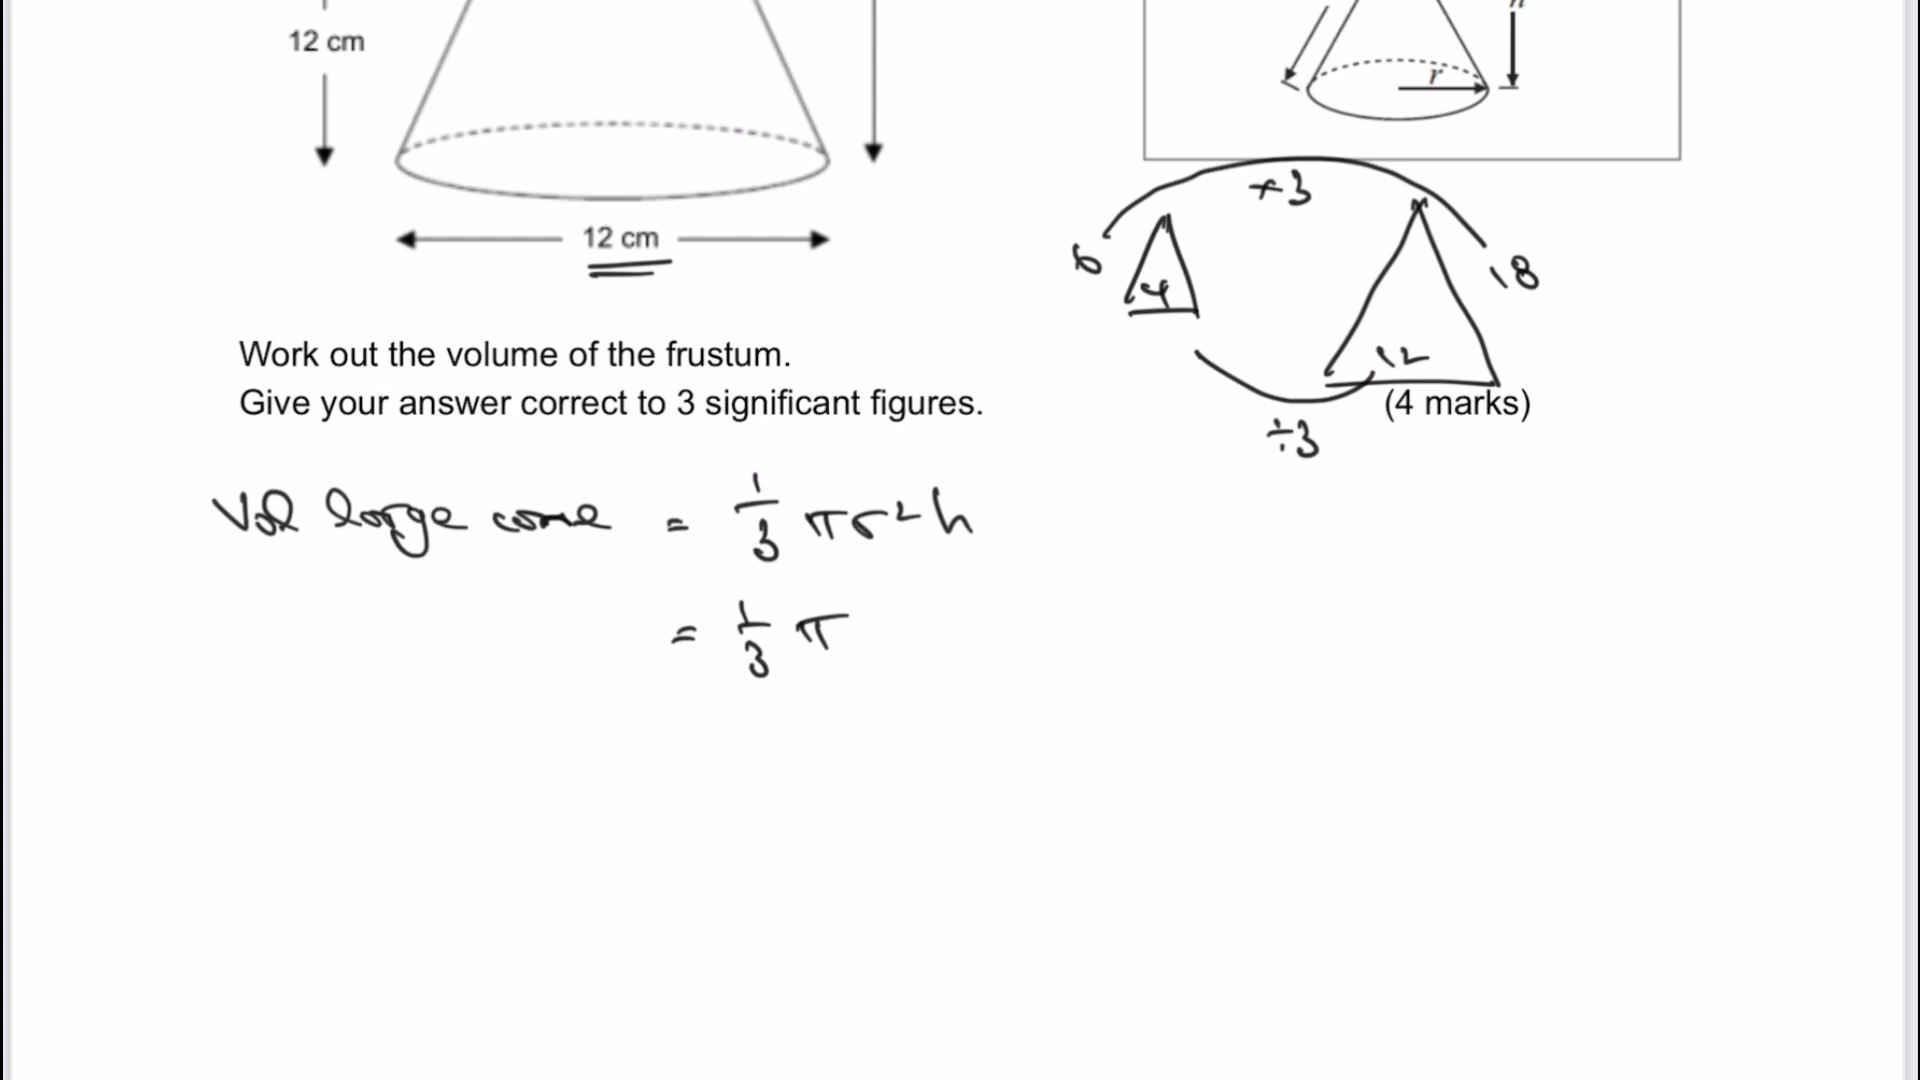 12 cm
h
r
12 cm
+3
6
4
18
12
Work out the volume of the frustum.
Give your answer correct to 3 significant figures.
(4 marks)
÷3
Vol large cone = 1/3 πr²h
= 1/3 π